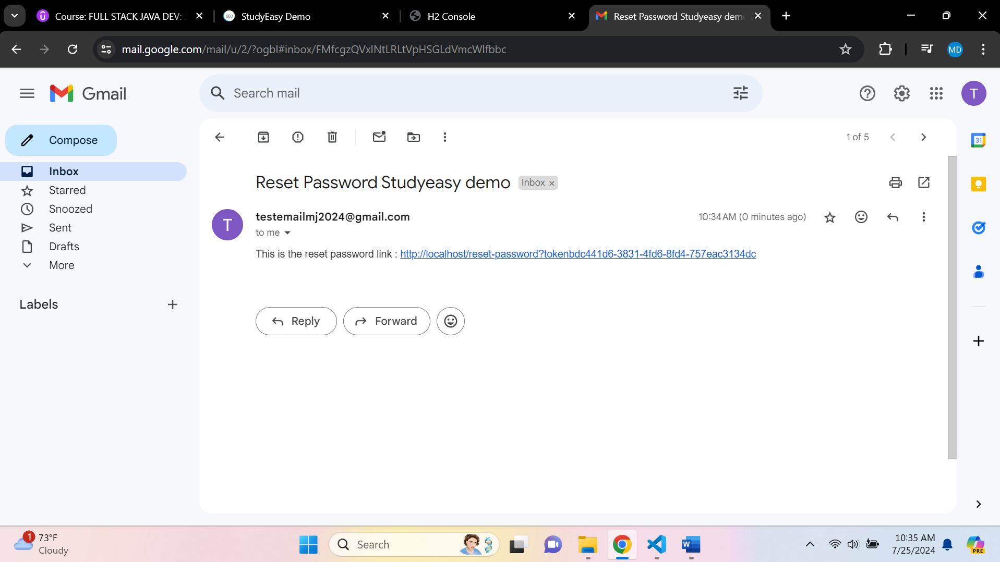 Course: FULL STACK JAVA DEV: J
StudyEasy Demo
H2 Console
Reset Password Studyeasy dem
mail.google.com/mail/u/2/?ogbl#inbox/FMfcgzQVxlNtLRLtVpHSGLdVmcWlfbbc
MD
Gmail
Search mail
T
Compose
Inbox
Starred
Snoozed
Sent
Drafts
More
Labels
1 of 5
31
Reset Password Studyeasy demo
Inbox x
T
testemailmj2024@gmail.com
10:34 AM (0 minutes ago)
to me
This is the reset password link : http://localhost/reset-password?tokenbdc441d6-3831-4fd6-8fd4-757eac3134dc
Reply
Forward
1
73°F
Cloudy
Search
W
10:35 AM
7/25/2024
PRE